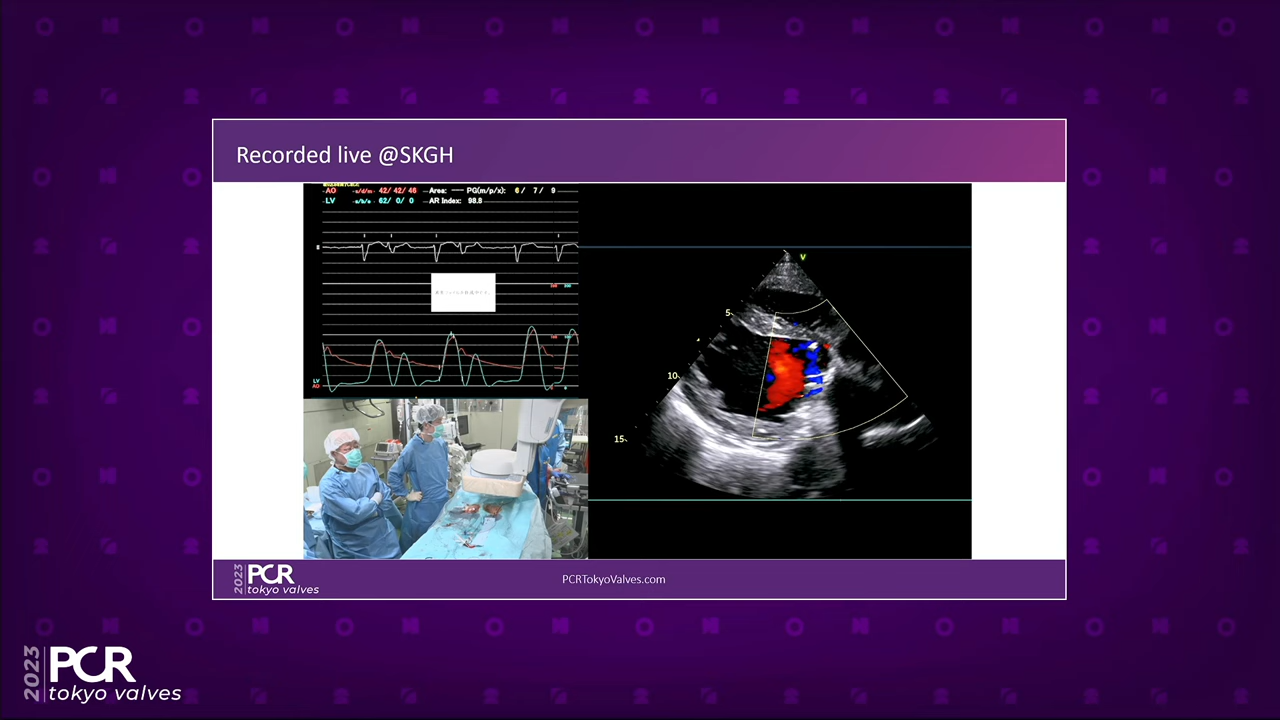 Recorded live @SKGH
AO -s/d/m- 42/ 42/ 46 Area: --- PG(m/p/x): 6 / 7 / 9
LV -s/b/e- 62/ 0/ 0 AR Index: 98.8
V
5
10
15
LV
AO
2023 PCR tokyo valves
PCRTokyoValves.com
2023 PCR tokyo valves